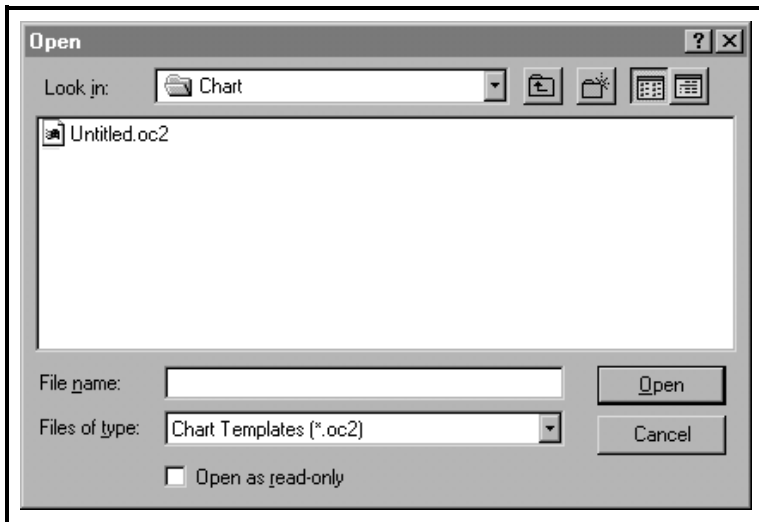 Open
Look in: Chart
Untitled.oc2
File name: Open
Files of type: Chart Templates (*.oc2) Cancel
Open as read-only